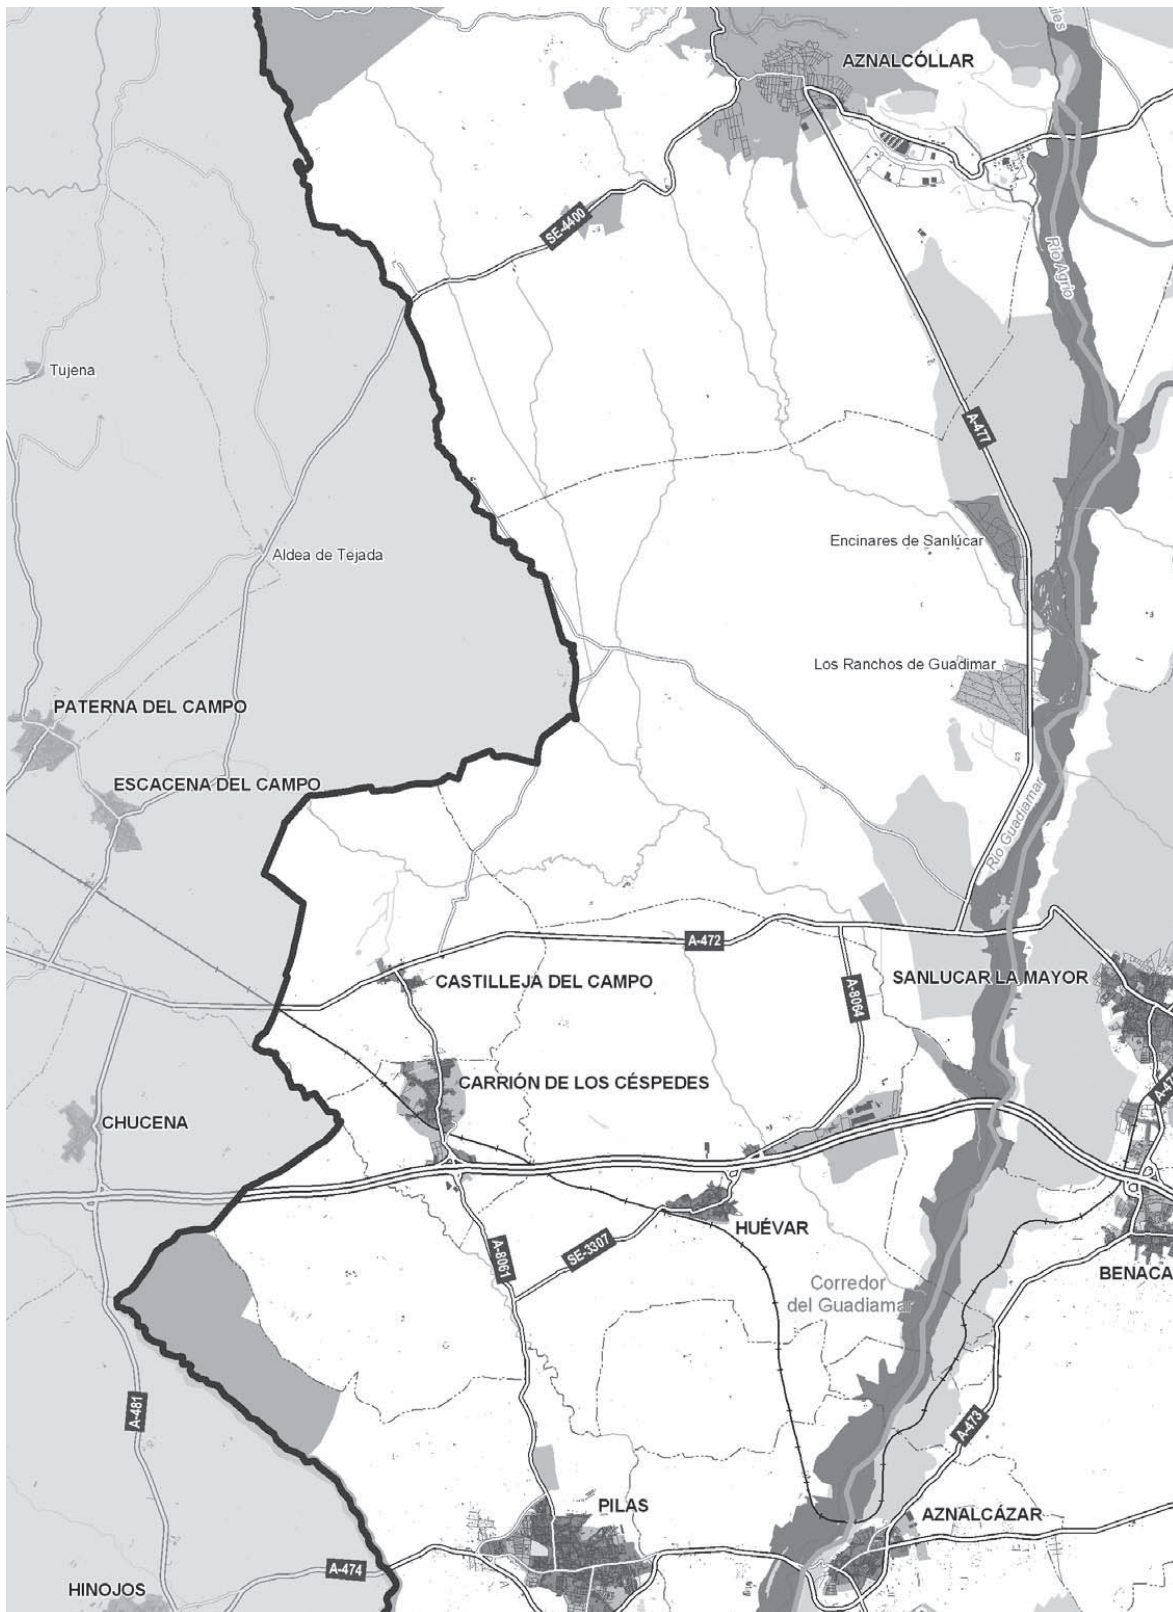 AZNALCÓLLAR
SE-4400
Río Agrio
Tujena
A-477
Encinares de Sanlúcar
Aldea de Tejada
Los Ranchos de Guadimar
PATERNA DEL CAMPO
ESCACENA DEL CAMPO
Río Guadiamar
A-472
CASTILLEJA DEL CAMPO
SANLUCAR LA MAYOR
A-8064
CARRIÓN DE LOS CÉSPEDES
CHUCENA
HUÉVAR
A-8061
SE-3307
BENACA
Corredor
del Guadiamar
A-481
A-473
PILAS
AZNALCÁZAR
A-474
HINOJOS